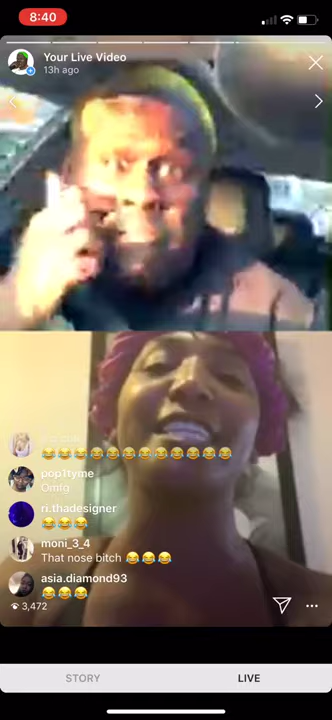 8:40
Your Live Video
13h ago
😂😂😂😂😂😂😂😂😂😂😂😂
pop1tyme
Omfg
ri.thadesigner
😂😂😂
moni_3_4
That nose bitch 😂😂😂
asia.diamond93
😂😂😂
3,472
STORY
LIVE